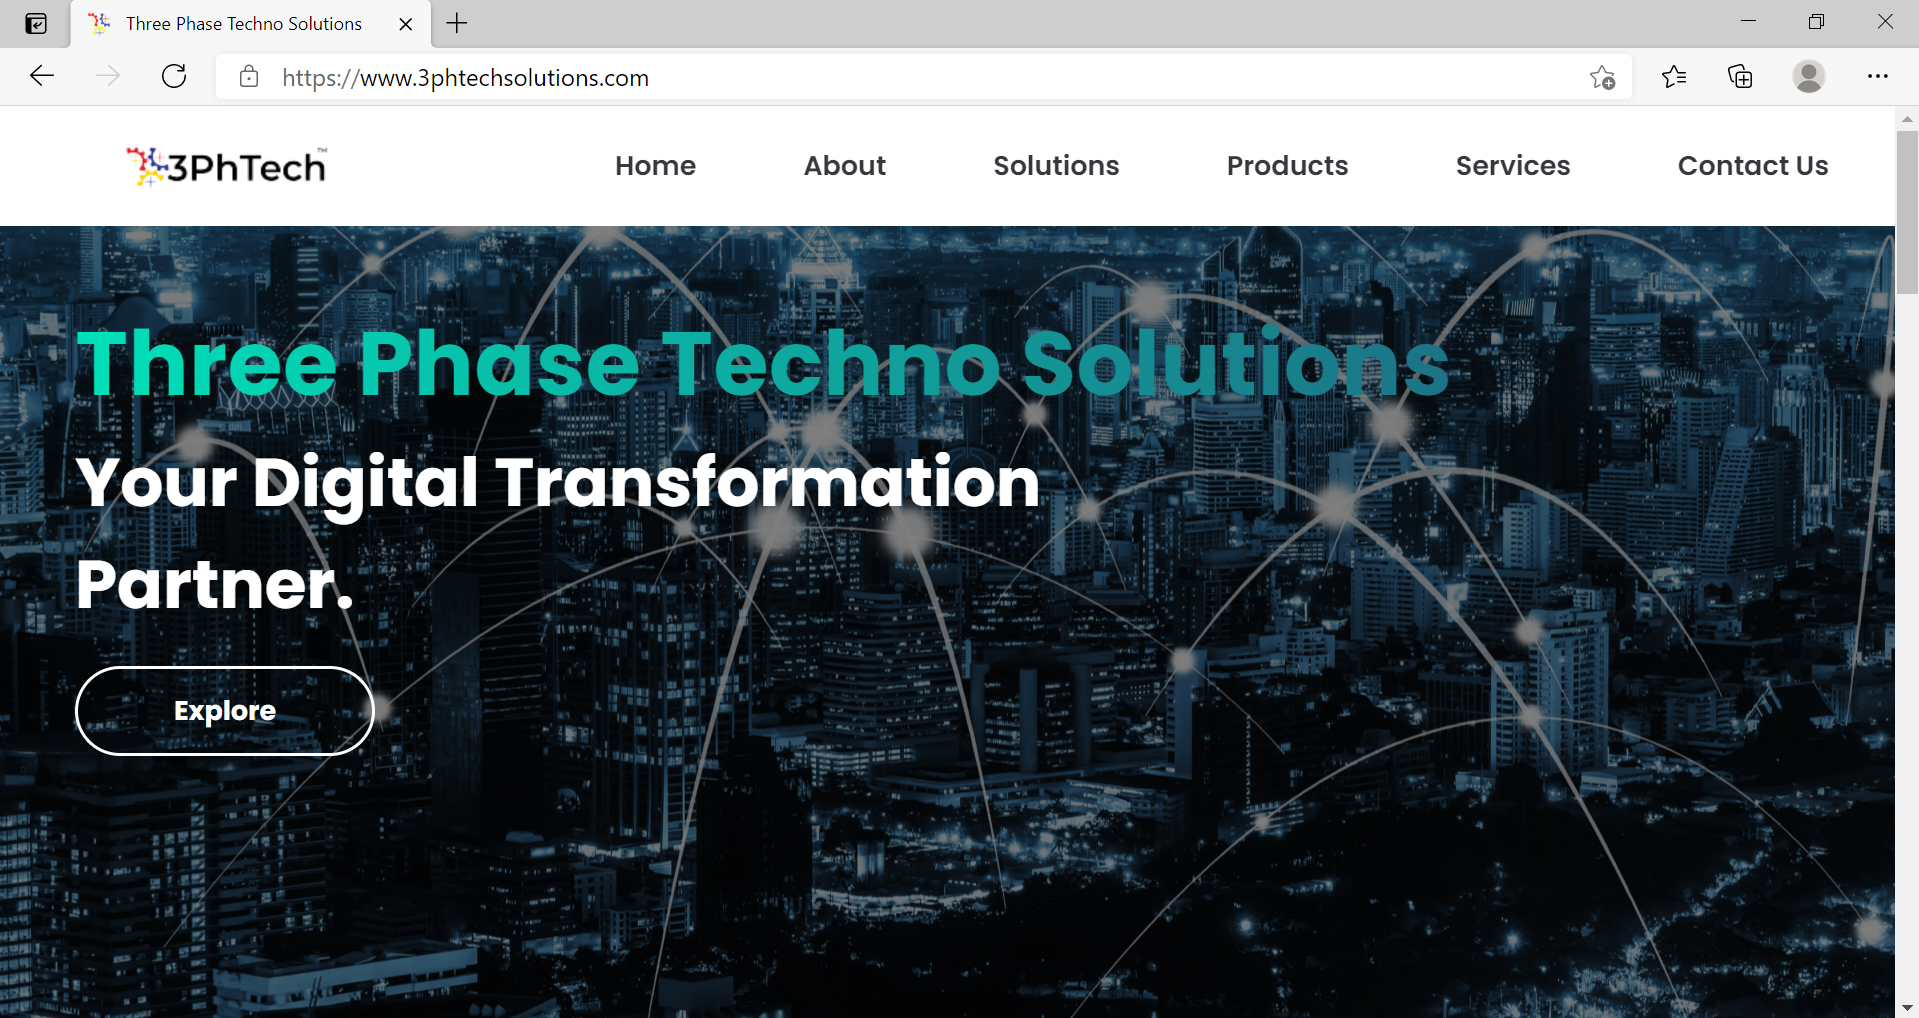 Three Phase Techno Solutions
https://www.3phtechsolutions.com
3PhTech™
Home About Solutions Products Services Contact Us
Three Phase Techno Solutions
Your Digital Transformation
Partner.
Explore